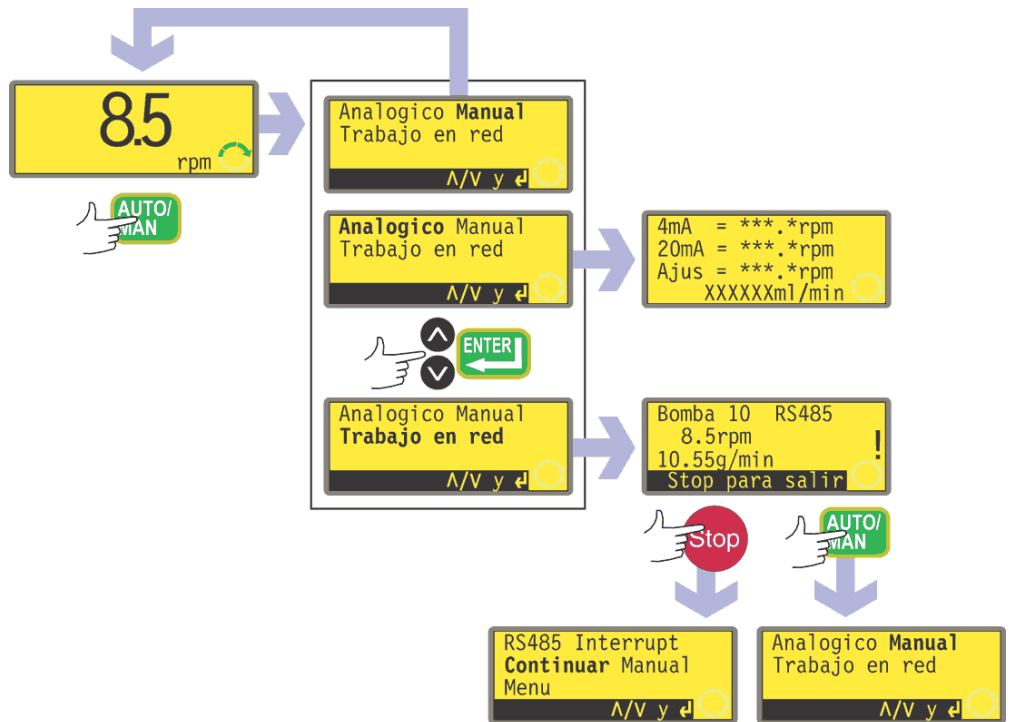 8.5
rpm
AUTO/
MAN
Analogico Manual
Trabajo en red
Λ/V y ↲
Analogico Manual
Trabajo en red
Λ/V y ↲
4mA = ***.*rpm
20mA = ***.*rpm
Ajus = ***.*rpm
XXXXXXml/min
ENTER
Analogico Manual
Trabajo en red
Λ/V y ↲
Bomba 10 RS485
8.5rpm
!
10.55g/min
Stop para salir
Stop
AUTO/
MAN
RS485 Interrupt
Continuar Manual
Menu
Λ/V y ↲
Analogico Manual
Trabajo en red
Λ/V y ↲